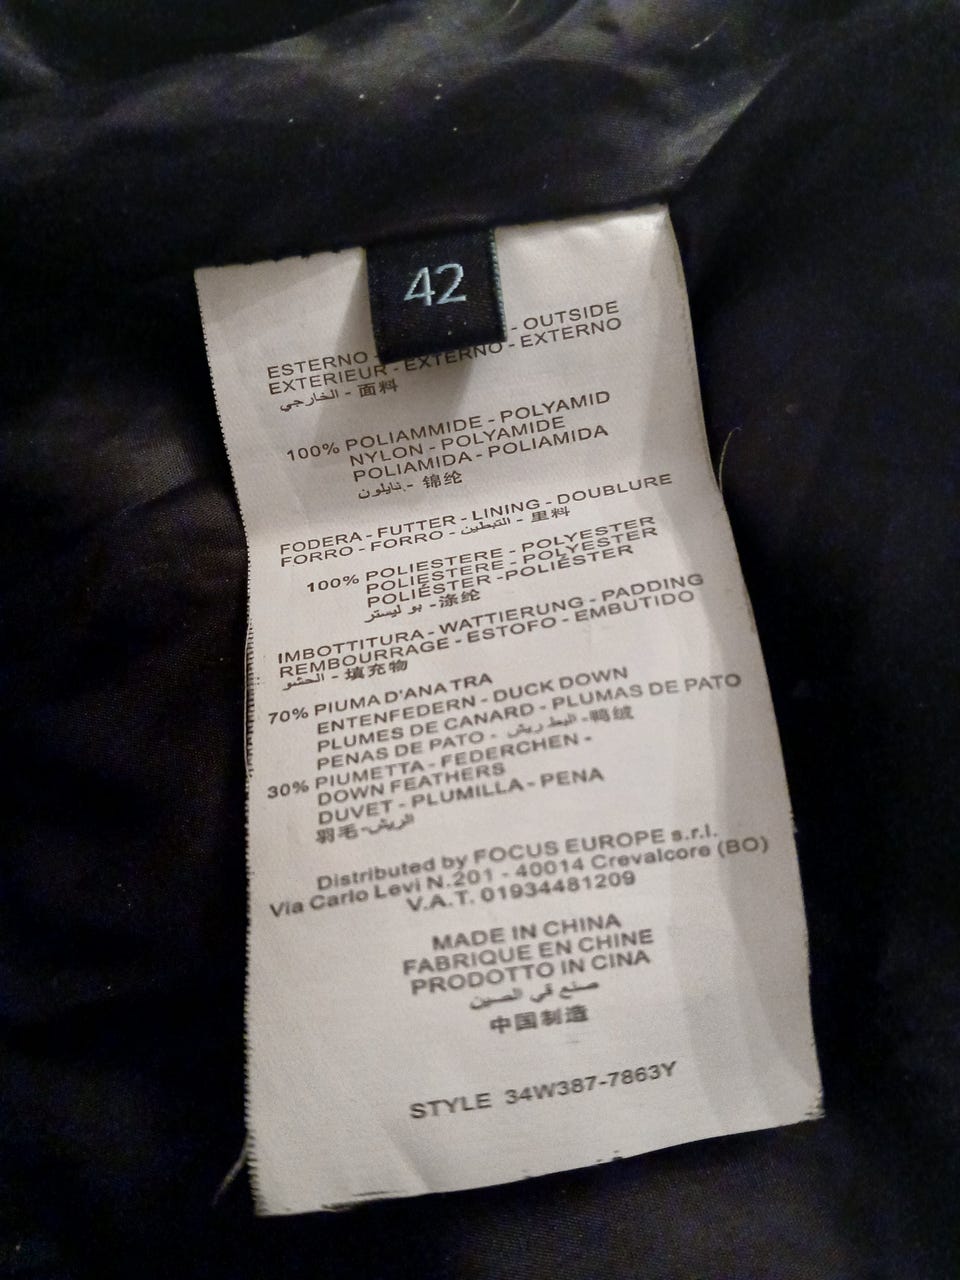 42
ESTERNO - - OUTSIDE
EXTERIEUR - EXTERNO - EXTERNO
الخارجي - 面料
100% POLIAMMIDE - POLYAMID
NYLON - POLYAMIDE
POLIAMIDA - POLIAMIDA
نايلون - 锦纶
FODERA - FUTTER - LINING - DOUBLURE
FORRO - FORRO - التبطين - 里料
100% POLIESTERE - POLYESTER
POLIESTERE - POLYESTER
POLIÉSTER -POLIÉSTER
بو ليستر - 涤纶
IMBOTTITURA - WATTIERUNG - PADDING
REMBOURRAGE - ESTOFO - EMBUTIDO
الحشو - 填充物
70% PIUMA D'ANATRA
ENTENFEDERN - DUCK DOWN
PLUMES DE CANARD - PLUMAS DE PATO
PENAS DE PATO - البط ريش -鸭绒
30% PIUMETTA - FEDERCHEN -
DOWN FEATHERS
DUVET - PLUMILLA - PENA
羽毛-الريش
Distributed by FOCUS EUROPE s.r.l.
Via Carlo Levi N.201 - 40014 Crevalcore (BO)
V.A.T. 01934481209
MADE IN CHINA
FABRIQUE EN CHINE
PRODOTTO IN CINA
صنع في الصين
中国制造
STYLE 34W387-7863Y